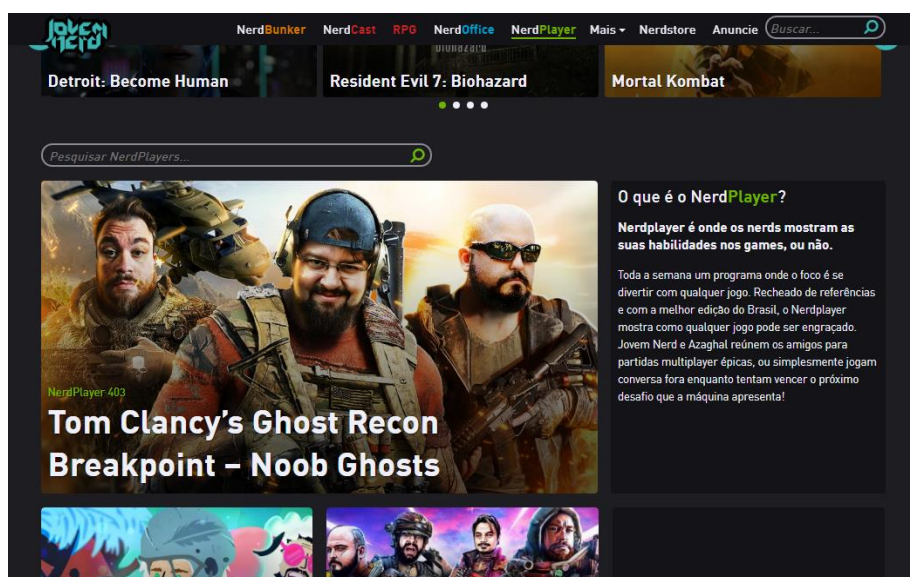 JOVEM NERD
NerdBunker NerdCast RPG NerdOffice NerdPlayer Mais Nerdstore Anuncie Buscar...
BIOHAZARD
Detroit: Become Human Resident Evil 7: Biohazard Mortal Kombat
Pesquisar NerdPlayers...
O que é o NerdPlayer?
Nerdplayer é onde os nerds mostram as
suas habilidades nos games, ou não.
Toda a semana um programa onde o foco é se
divertir com qualquer jogo. Recheado de referências
e com a melhor edição do Brasil, o Nerdplayer
mostra como qualquer jogo pode ser engraçado.
Jovem Nerd e Azaghal reúnem os amigos para
partidas multiplayer épicas, ou simplesmente jogam
conversa fora enquanto tentam vencer o próximo
desafio que a máquina apresenta!
NerdPlayer 403
Tom Clancy’s Ghost Recon
Breakpoint – Noob Ghosts